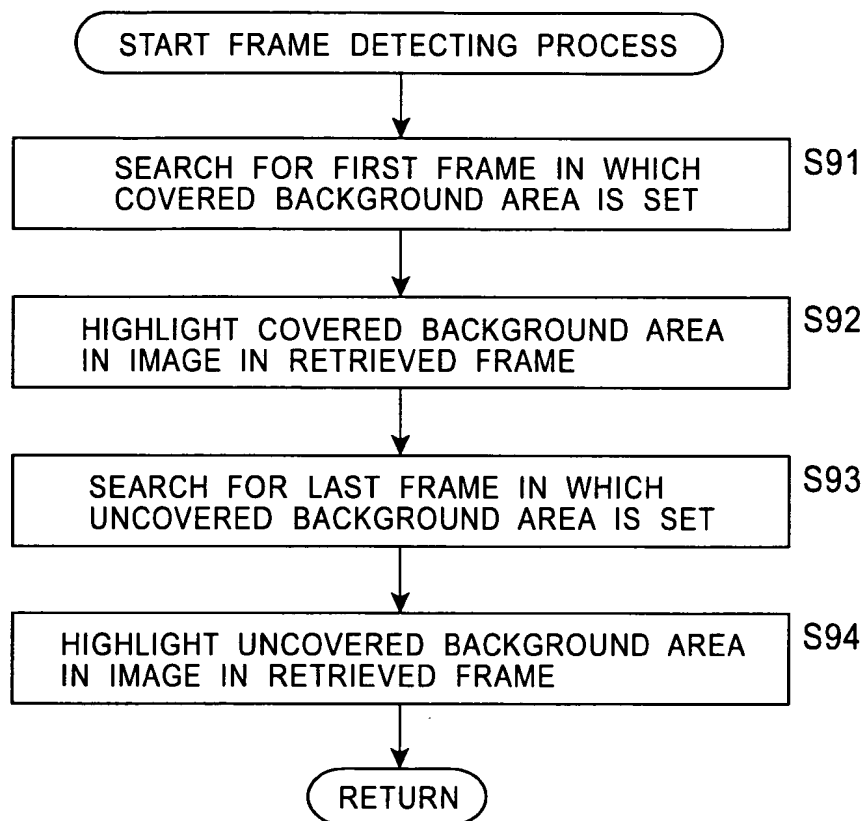 START FRAME DETECTING PROCESS
SEARCH FOR FIRST FRAME IN WHICH
COVERED BACKGROUND AREA IS SET
S91
HIGHLIGHT COVERED BACKGROUND AREA
IN IMAGE IN RETRIEVED FRAME
S92
SEARCH FOR LAST FRAME IN WHICH
UNCOVERED BACKGROUND AREA IS SET
S93
HIGHLIGHT UNCOVERED BACKGROUND AREA
IN IMAGE IN RETRIEVED FRAME
S94
RETURN